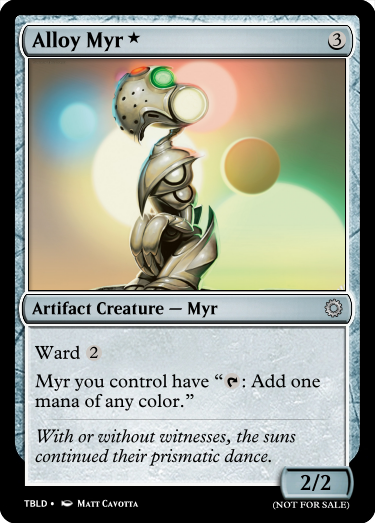 Alloy Myr ★ 3
Artifact Creature — Myr
Ward 2
Myr you control have “: Add one
mana of any color.”
With or without witnesses, the suns
continued their prismatic dance.
2/2
TBLD • Matt Cavotta
(NOT FOR SALE)